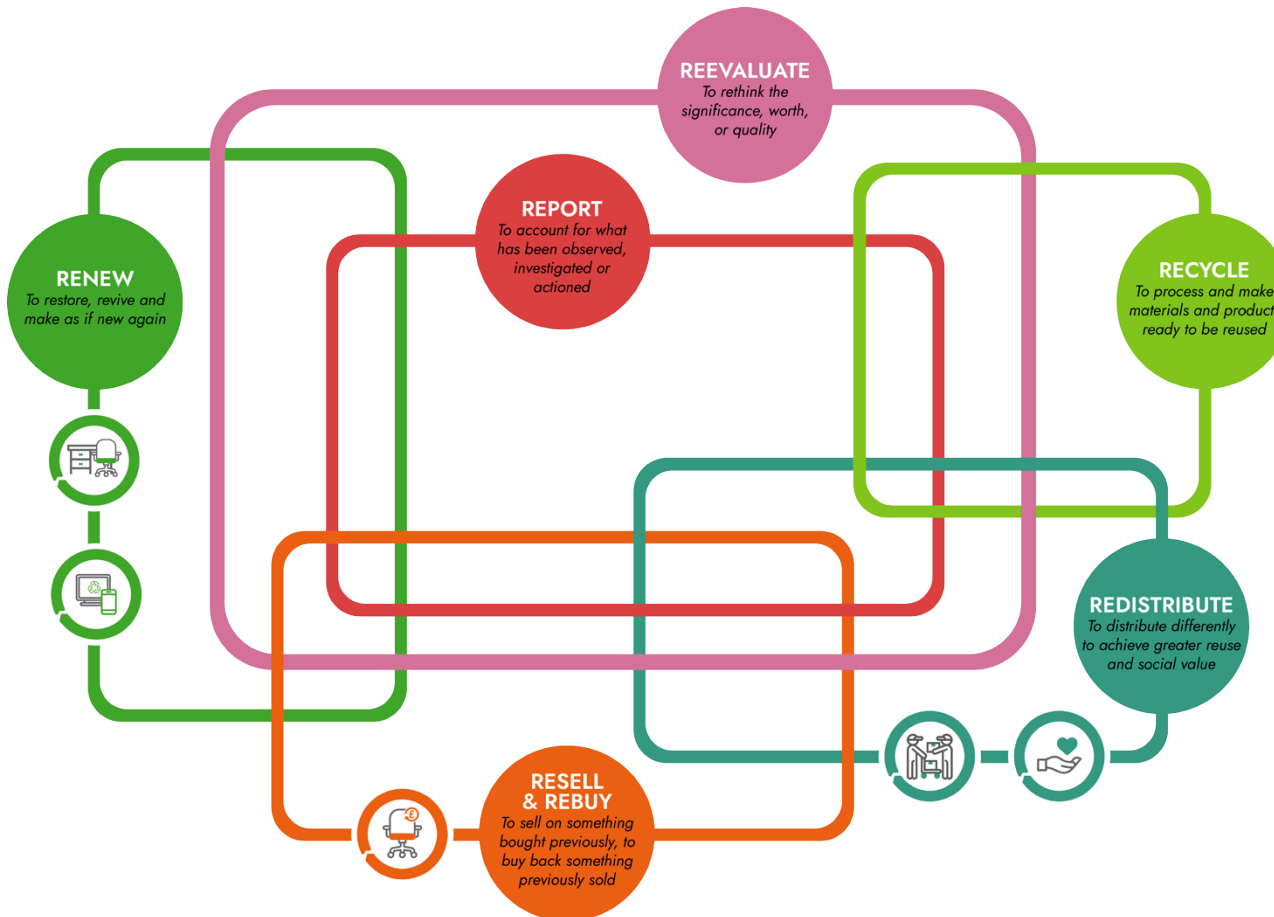 REEVALUATE
To rethink the
significance, worth,
or quality
REPORT
To account for what
has been observed,
investigated or
actioned
RENEW
To restore, revive and
make as if new again
RECYCLE
To process and make
materials and product
ready to be reused
REDISTRIBUTE
To distribute differently
to achieve greater reuse
and social value
RESELL
& REBUY
To sell on something
bought previously, to
buy back something
previously sold
£